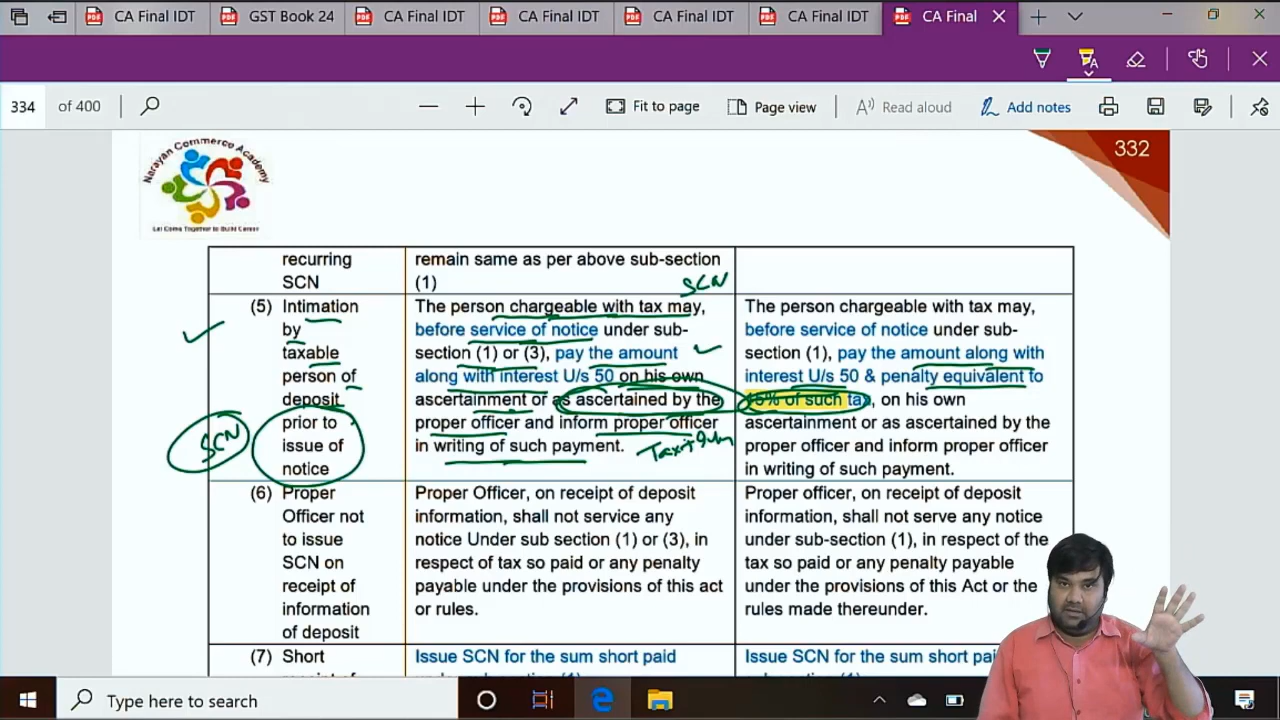 CA Final IDT
GST Book 24
CA Final IDT
CA Final IDT
CA Final IDT
CA Final IDT
CA Final
334 of 400
Fit to page
Page view
Read aloud
Add notes
Narayan Commerce Academy
Let Come Together to Build Career
332
recurring
SCN
remain same as per above sub-section
(1)
SCN
(5) Intimation
by
taxable
person of
deposit
prior to
issue of
notice
SCN
The person chargeable with tax may,
before service of notice under sub-
section (1) or (3), pay the amount
along with interest U/s 50 on his own
ascertainment or as ascertained by the
proper officer and inform proper officer
in writing of such payment.
The person chargeable with tax may,
before service of notice under sub-
section (1), pay the amount along with
interest U/s 50 & penalty equivalent to
15% of such tax, on his own
ascertainment or as ascertained by the
proper officer and inform proper officer
in writing of such payment.
(6) Proper
Officer not
to issue
SCN on
receipt of
information
of deposit
Proper Officer, on receipt of deposit
information, shall not service any
notice Under sub section (1) or (3), in
respect of tax so paid or any penalty
payable under the provisions of this act
or rules.
Proper officer, on receipt of deposit
information, shall not serve any notice
under sub-section (1), in respect of the
tax so paid or any penalty payable
under the provisions of this Act or the
rules made thereunder.
(7) Short
Issue SCN for the sum short paid
Issue SCN for the sum short pai
Type here to search